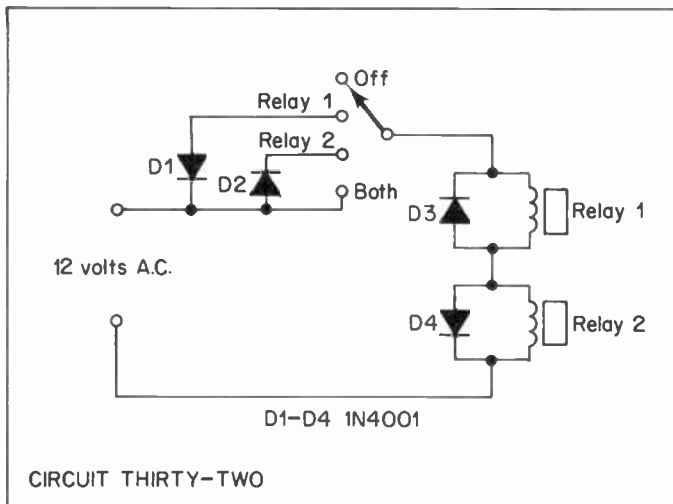 Off
Relay 1
Relay 2
D1
D2
Both
D3
Relay 1
12 volts A.C.
D4
Relay 2
D1-D4 1N4001
CIRCUIT THIRTY-TWO